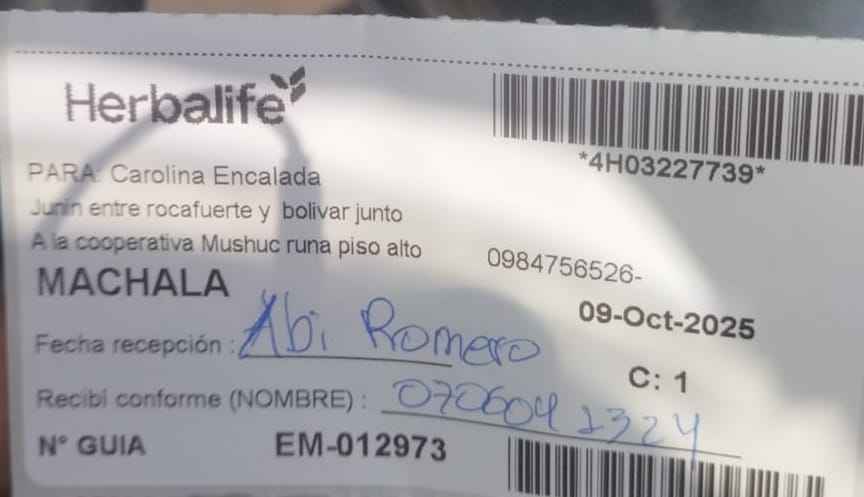 Herbalife
*4H03227739*
PARA: Carolina Encalada
Junin entre rocafuerte y bolivar junto
A la cooperativa Mushuc runa piso alto
0984756526-
MACHALA
09-Oct-2025
Fecha recepción : Abi Romero
C: 1
Recibi conforme (NOMBRE) : 0706041324
N° GUIA EM-012973